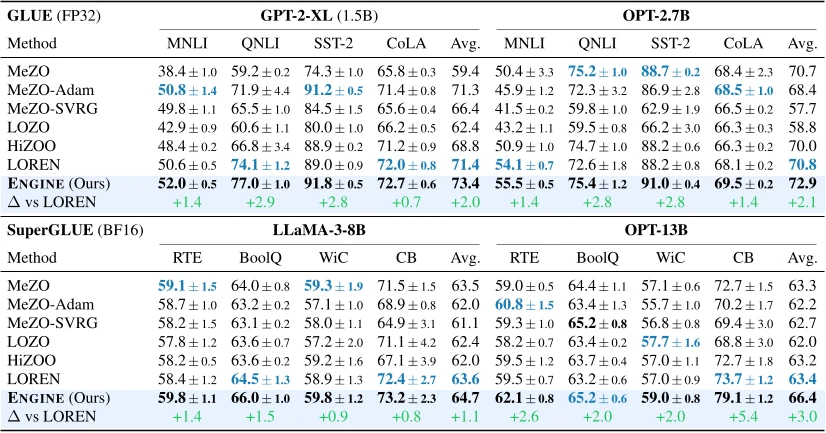 GLUE (FP32) GPT-2-XL (1.5B) OPT-2.7B
Method MNLI QNLI SST-2 CoLA Avg. MNLI QNLI SST-2 CoLA Avg.
MeZO 38.4 ± 1.0 59.2 ± 0.2 74.3 ± 1.0 65.8 ± 0.3 59.4 50.4 ± 3.3 75.2 ± 1.0 88.7 ± 0.2 68.4 ± 2.3 70.7
MeZO-Adam 50.8 ± 1.4 71.9 ± 4.4 91.2 ± 0.5 71.4 ± 0.8 71.3 45.9 ± 1.2 72.3 ± 3.2 86.9 ± 2.8 68.5 ± 1.0 68.4
MeZO-SVRG 49.8 ± 1.1 65.5 ± 1.0 84.5 ± 1.5 65.6 ± 0.4 66.4 41.5 ± 0.2 59.8 ± 1.0 62.9 ± 1.9 66.5 ± 0.2 57.7
LOZO 42.9 ± 0.9 60.6 ± 1.1 80.0 ± 1.0 66.2 ± 0.5 62.4 43.2 ± 1.1 59.5 ± 0.8 66.2 ± 3.0 66.3 ± 0.3 58.8
HiZOO 48.4 ± 0.2 66.8 ± 3.4 88.9 ± 0.2 71.2 ± 0.9 68.8 50.9 ± 1.0 74.7 ± 1.0 88.2 ± 0.6 66.3 ± 0.2 70.0
LOREN 50.6 ± 0.5 74.1 ± 1.2 89.0 ± 0.9 72.0 ± 0.8 71.4 54.1 ± 0.7 72.6 ± 1.8 88.2 ± 0.8 68.1 ± 0.2 70.8
ENGINE (Ours) 52.0 ± 0.5 77.0 ± 1.0 91.8 ± 0.5 72.7 ± 0.6 73.4 55.5 ± 0.5 75.4 ± 1.2 91.0 ± 0.4 69.5 ± 0.2 72.9
Δ vs LOREN +1.4 +2.9 +2.8 +0.7 +2.0 +1.4 +2.8 +2.8 +1.4 +2.1
SuperGLUE (BF16) LLaMA-3-8B OPT-13B
Method RTE BoolQ WiC CB Avg. RTE BoolQ WiC CB Avg.
MeZO 59.1 ± 1.5 64.0 ± 0.8 59.3 ± 1.9 71.5 ± 1.5 63.5 59.0 ± 0.5 64.4 ± 1.1 57.1 ± 0.6 72.7 ± 1.5 63.3
MeZO-Adam 58.7 ± 1.0 63.2 ± 0.2 57.1 ± 1.0 68.9 ± 0.8 62.0 60.8 ± 1.5 63.4 ± 1.3 55.7 ± 1.0 70.2 ± 1.7 62.2
MeZO-SVRG 58.2 ± 1.5 63.1 ± 0.2 58.0 ± 1.1 64.9 ± 3.1 61.1 59.3 ± 1.0 65.2 ± 0.8 56.8 ± 0.8 69.4 ± 3.0 62.7
LOZO 57.8 ± 1.2 63.6 ± 0.7 57.2 ± 2.0 71.1 ± 4.2 62.4 58.2 ± 0.7 63.4 ± 0.2 57.7 ± 1.6 68.8 ± 3.0 62.0
HiZOO 58.2 ± 0.5 63.6 ± 0.2 59.2 ± 1.6 67.1 ± 3.9 62.0 59.5 ± 1.2 63.7 ± 0.4 57.0 ± 1.1 72.7 ± 1.8 63.2
LOREN 58.4 ± 1.2 64.5 ± 1.3 58.9 ± 1.3 72.4 ± 2.7 63.6 59.5 ± 0.7 63.2 ± 0.6 57.0 ± 0.9 73.7 ± 1.2 63.4
ENGINE (Ours) 59.8 ± 1.1 66.0 ± 1.0 59.8 ± 1.2 73.2 ± 2.3 64.7 62.1 ± 0.8 65.2 ± 0.6 59.0 ± 0.8 79.1 ± 1.2 66.4
Δ vs LOREN +1.4 +1.5 +0.9 +0.8 +1.1 +2.6 +2.0 +2.0 +5.4 +3.0